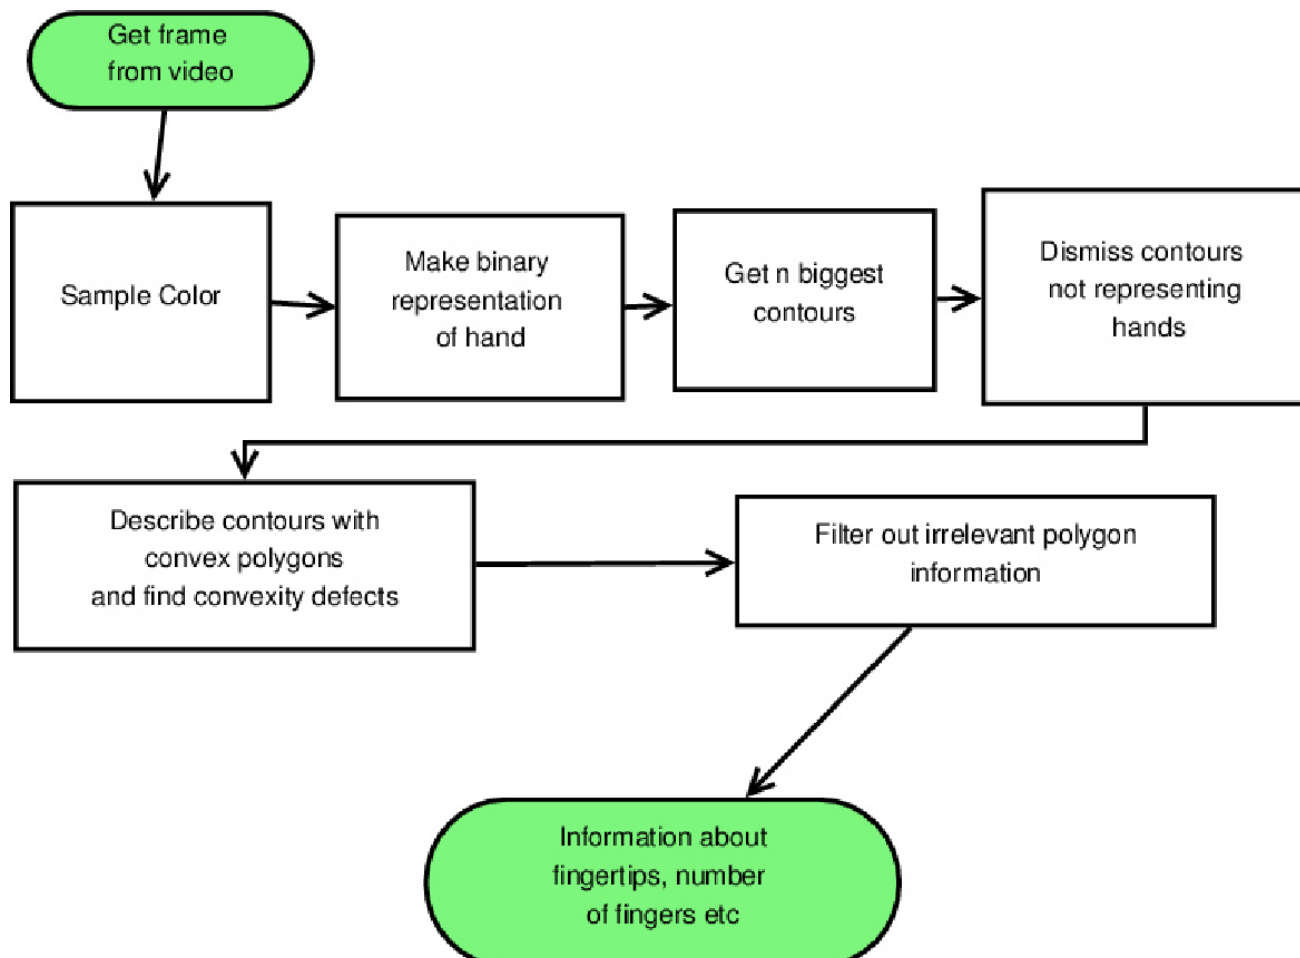 Get frame
from video
Sample Color
Make binary
representation
of hand
Get n biggest
contours
Dismiss contours
not representing
hands
Describe contours with
convex polygons
and find convexity defects
Filter out irrelevant polygon
information
Information about
fingertips, number
of fingers etc